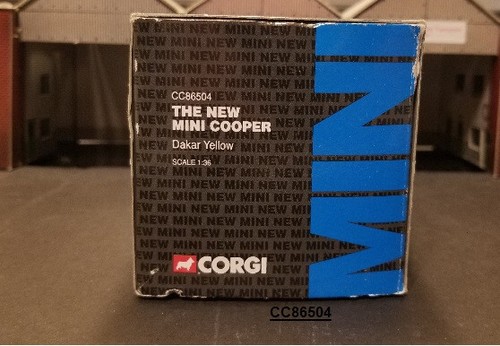 CC86504
THE NEW
MINI COOPER
Dakar Yellow
SCALE 1:36
CORGI
MINI
CC86504